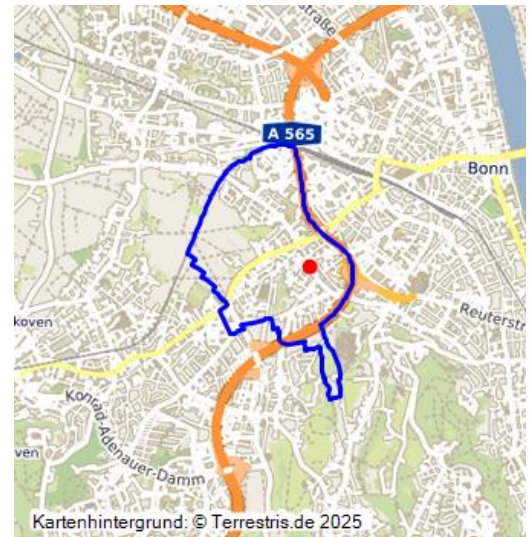 straße
A 565
Bonn
Reuterstr
koven
Konrad-Adenauer-Damm
ven
Kartenhintergrund: © Terrestris.de 2025